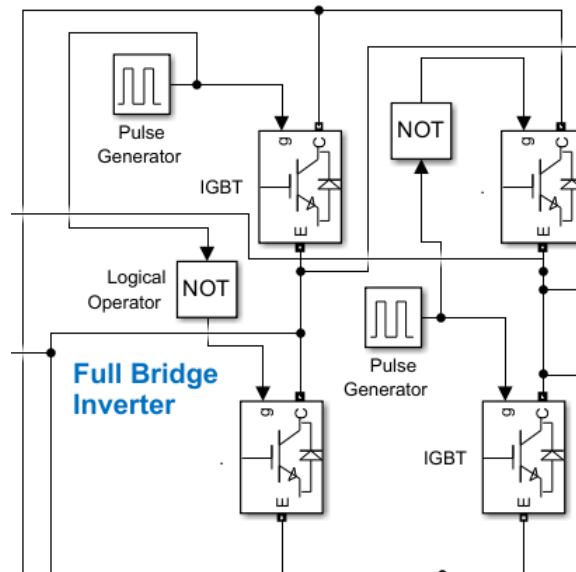 Pulse
Generator
NOT
g
C
IGBT
E
g
C
E
Logical
Operator
NOT
Pulse
Generator
Full Bridge
Inverter
g
C
E
g
C
IGBT
E